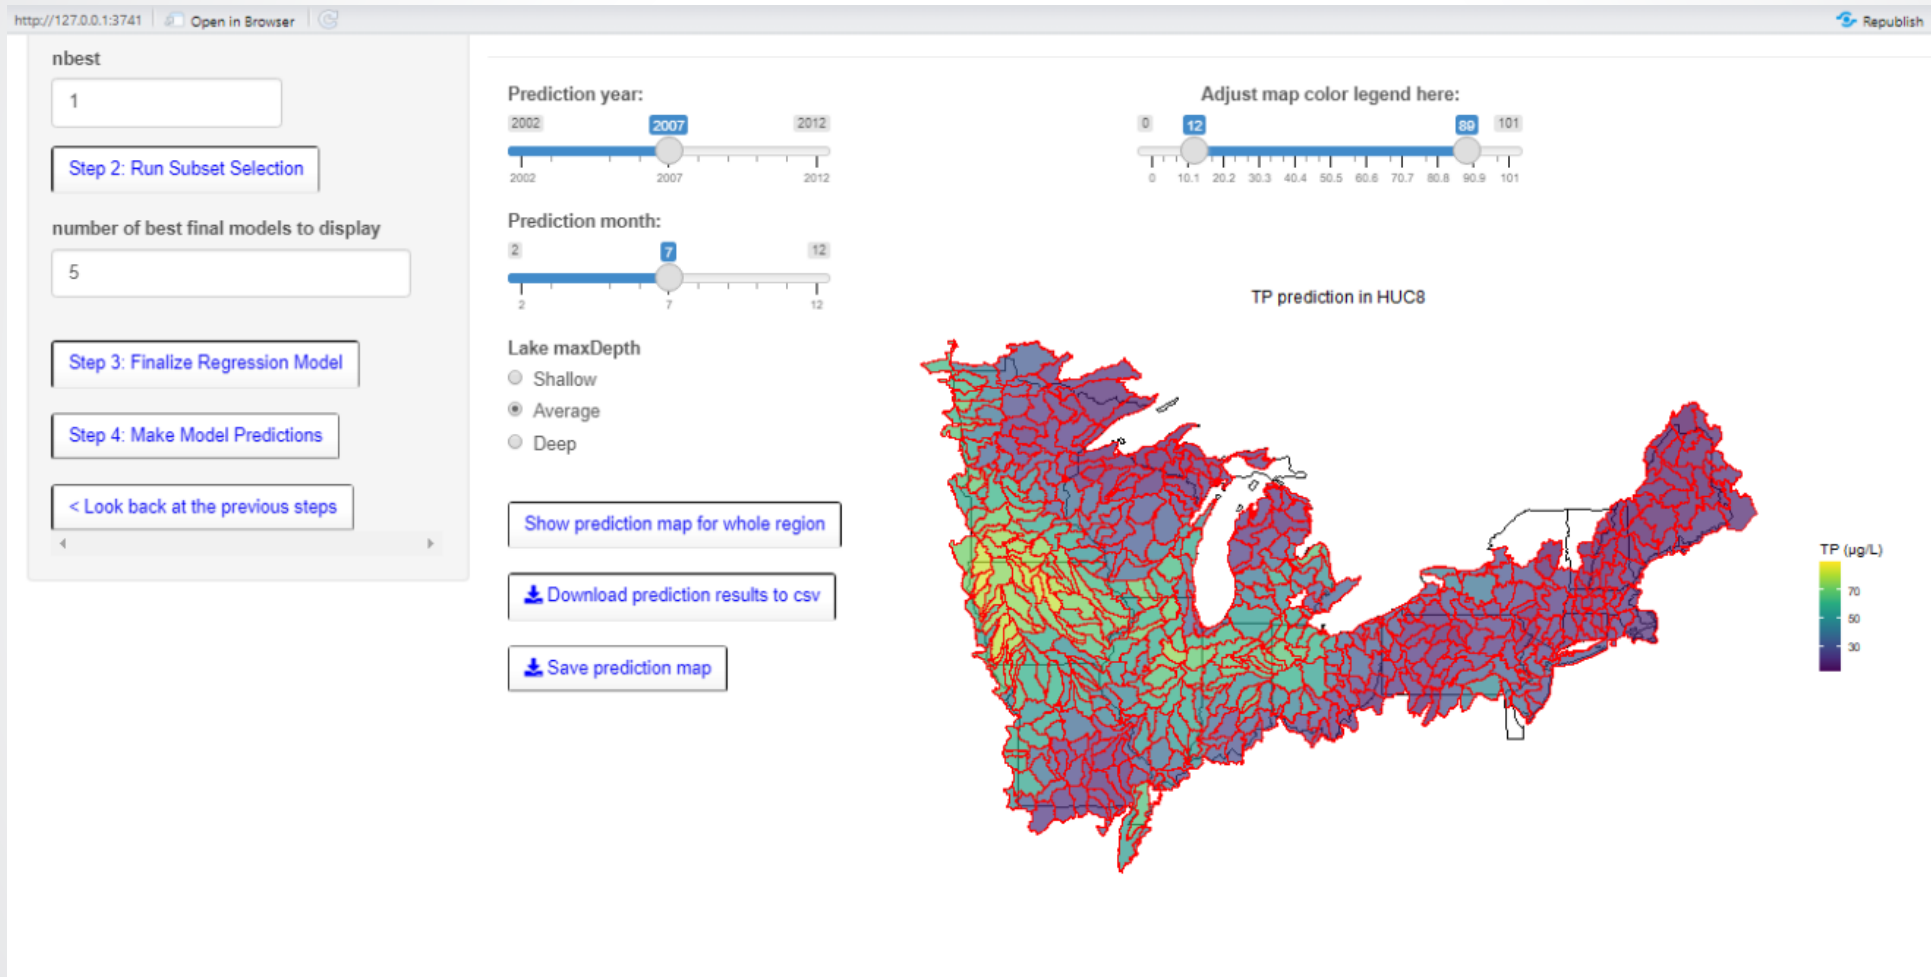 http://127.0.0.1:3741
Open in Browser
Republish
nbest
1
Step 2: Run Subset Selection
number of best final models to display
5
Step 3: Finalize Regression Model
Step 4: Make Model Predictions
< Look back at the previous steps
Prediction year:
2002 2007 2012
2002 2007 2012
Prediction month:
2 7 12
2 7 12
Lake maxDepth
Shallow
Average
Deep
Show prediction map for whole region
Download prediction results to csv
Save prediction map
Adjust map color legend here:
0 12 89 101
0 10.1 20.2 30.3 40.4 50.5 60.6 70.7 80.8 90.9 101
TP prediction in HUC8
TP (µg/L)
70
50
30